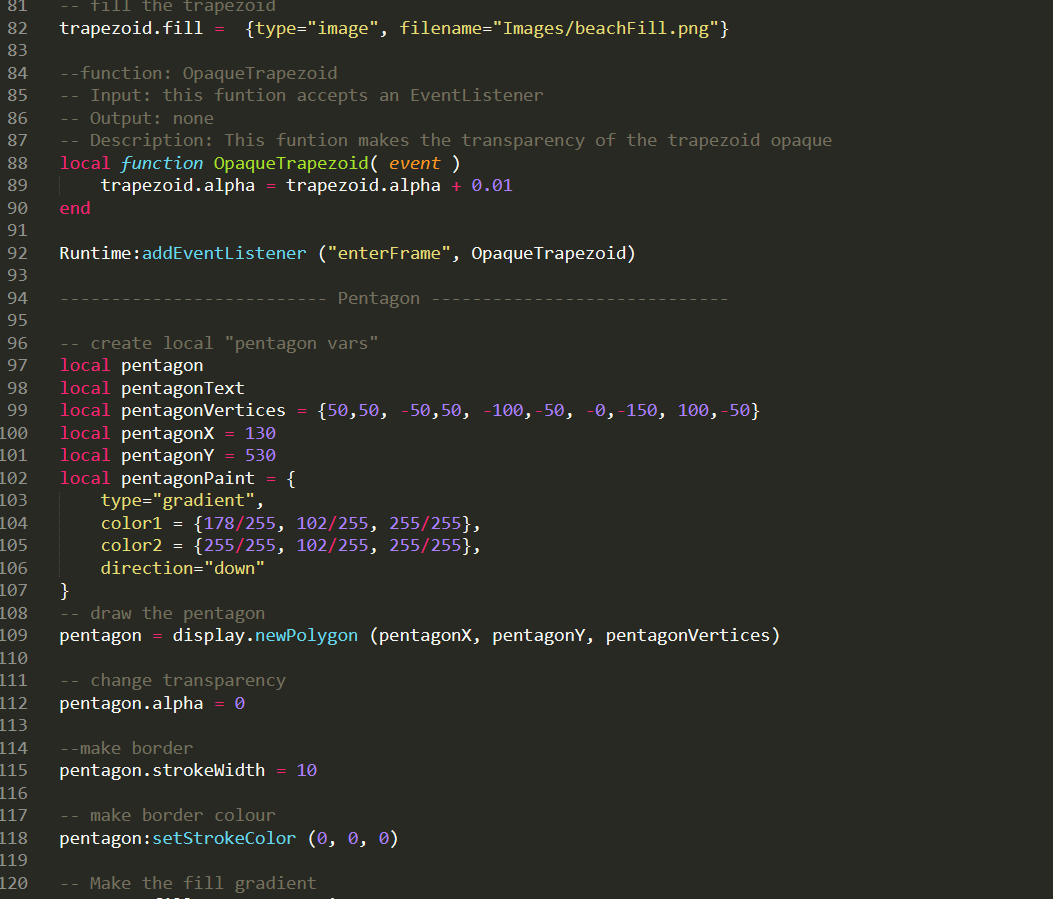 81 -- fill the trapezoid
82 trapezoid.fill =  {type="image", filename="Images/beachFill.png"}
83
84 --function: OpaqueTrapezoid
85 -- Input: this funtion accepts an EventListener
86 -- Output: none
87 -- Description: This funtion makes the transparency of the trapezoid opaque
88 local function OpaqueTrapezoid( event )
89     trapezoid.alpha = trapezoid.alpha + 0.01
90 end
91
92 Runtime:addEventListener ("enterFrame", OpaqueTrapezoid)
93
94 -------------------------- Pentagon -----------------------------
95
96 -- create local "pentagon vars"
97 local pentagon
98 local pentagonText
99 local pentagonVertices = {50,50, -50,50, -100,-50, -0,-150, 100,-50}
100 local pentagonX = 130
101 local pentagonY = 530
102 local pentagonPaint = {
103     type="gradient",
104     color1 = {178/255, 102/255, 255/255},
105     color2 = {255/255, 102/255, 255/255},
106     direction="down"
107 }
108 -- draw the pentagon
109 pentagon = display.newPolygon (pentagonX, pentagonY, pentagonVertices)
110
111 -- change transparency
112 pentagon.alpha = 0
113
114 --make border
115 pentagon.strokeWidth = 10
116
117 -- make border colour
118 pentagon:setStrokeColor (0, 0, 0)
119
120 -- Make the fill gradient